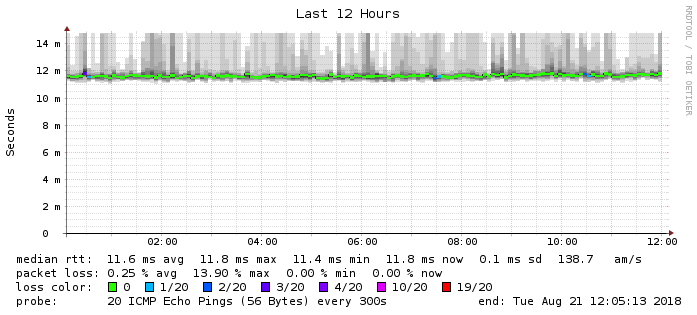 Last 12 Hours
RRDTOOL / TOBI OETIKER
Seconds
14 m
12 m
10 m
8 m
6 m
4 m
2 m
0
02:00 04:00 06:00 08:00 10:00 12:00
median rtt: 11.6 ms avg 11.8 ms max 11.4 ms min 11.8 ms now 0.1 ms sd 138.7 am/s
packet loss: 0.25 % avg 13.90 % max 0.00 % min 0.00 % now
loss color: 0 1/20 2/20 3/20 4/20 10/20 19/20
probe: 20 ICMP Echo Pings (56 Bytes) every 300s end: Tue Aug 21 12:05:13 2018